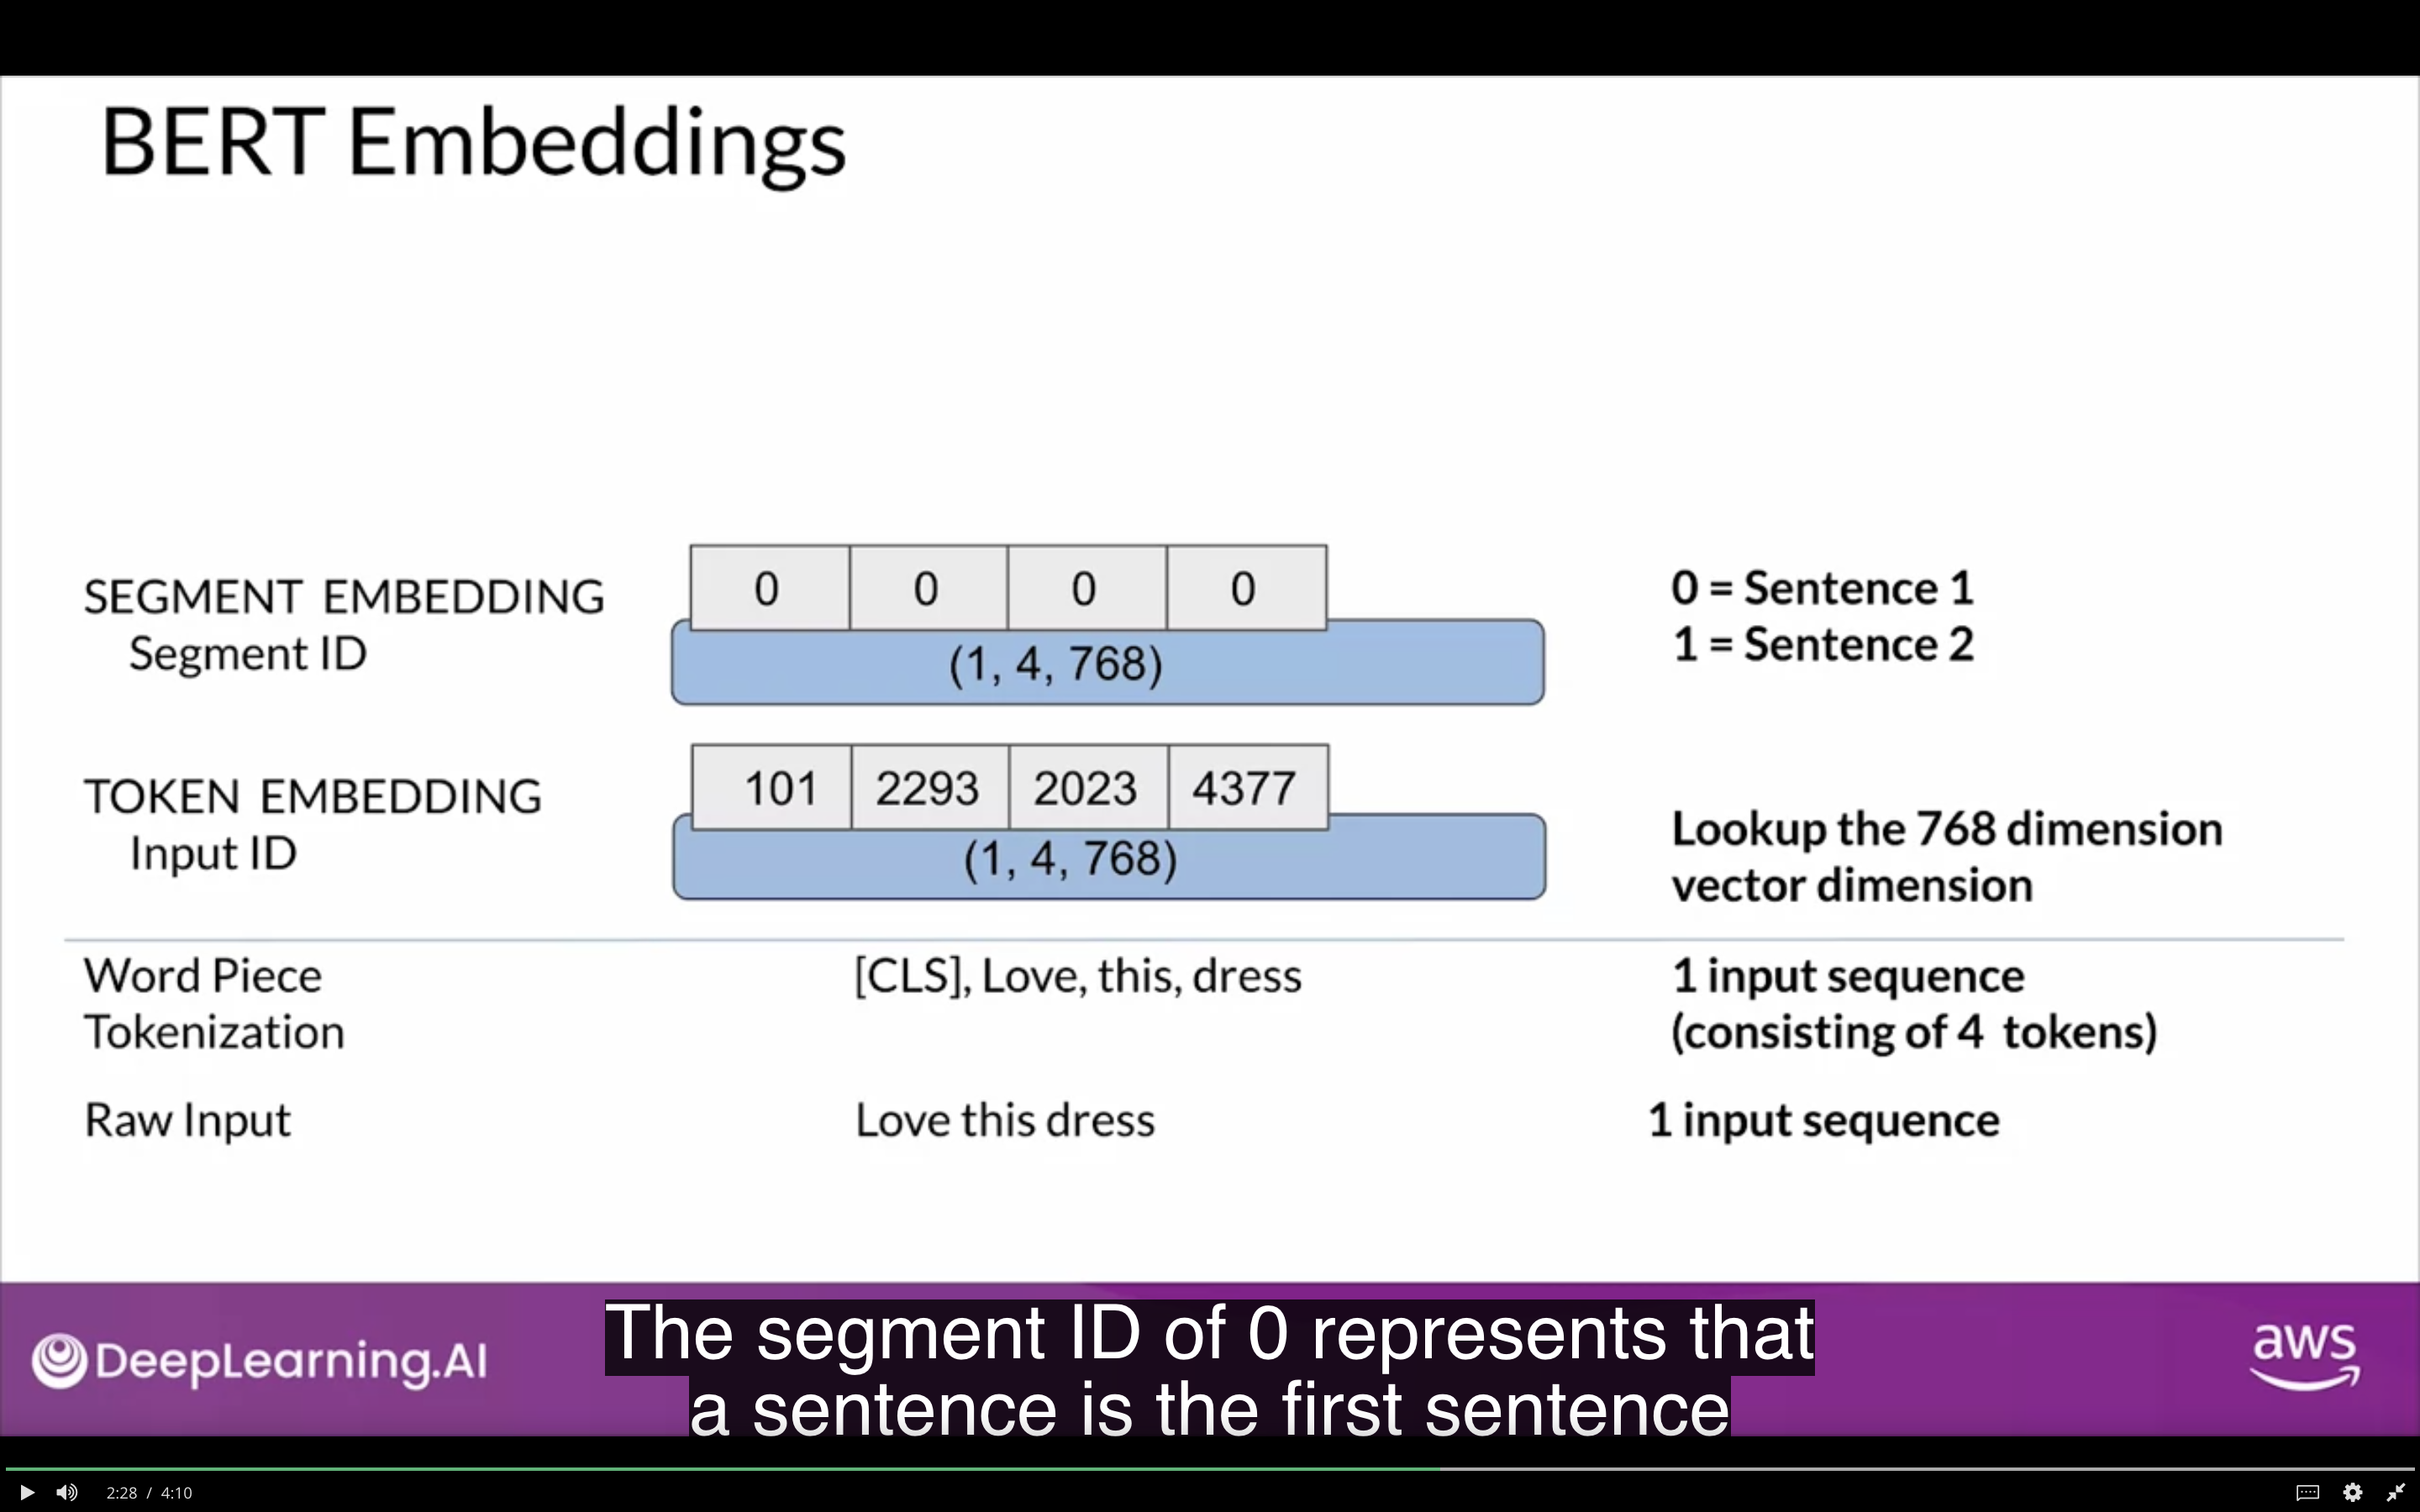 BERT Embeddings
SEGMENT EMBEDDING
Segment ID
0 0 0 0
(1, 4, 768)
0 = Sentence 1
1 = Sentence 2
TOKEN EMBEDDING
Input ID
101 2293 2023 4377
(1, 4, 768)
Lookup the 768 dimension
vector dimension
Word Piece
Tokenization
[CLS], Love, this, dress
1 input sequence
(consisting of 4 tokens)
Raw Input
Love this dress
1 input sequence
DeepLearning.AI
The segment ID of 0 represents that
a sentence is the first sentence
aws
2:28 / 4:10